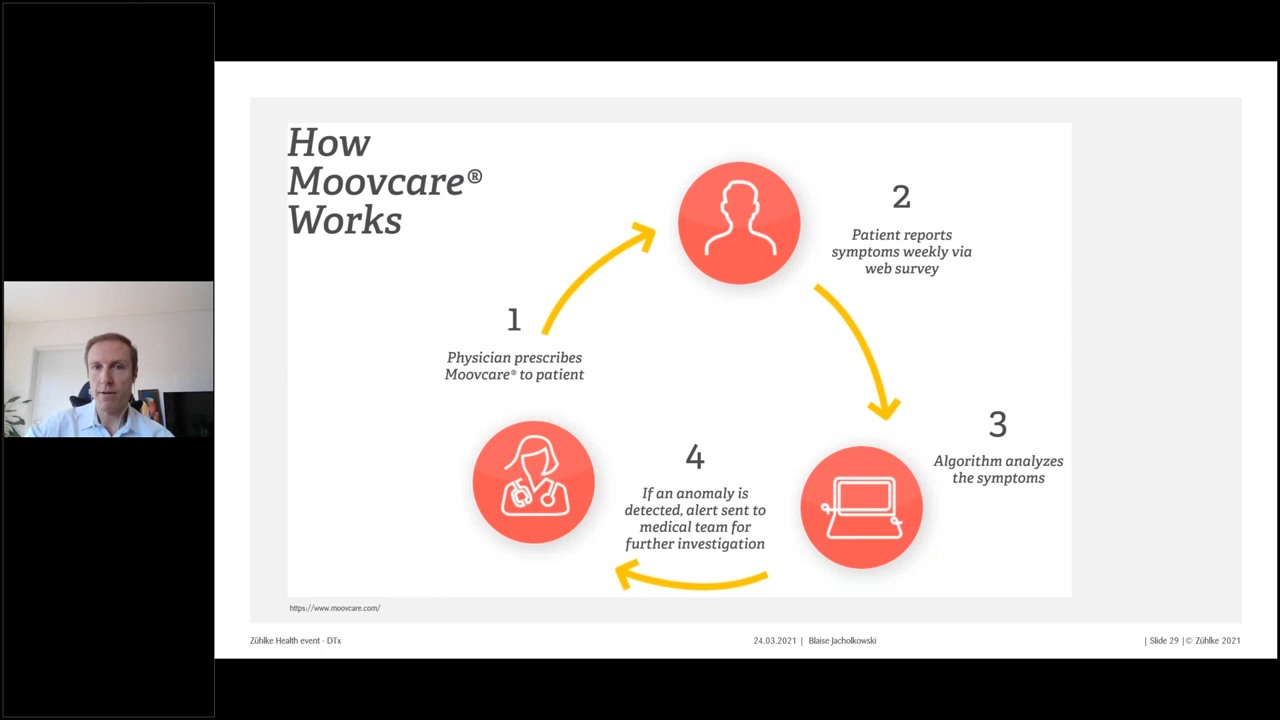 How
Moovcare®
Works
1
Physician prescribes
Moovcare® to patient
2
Patient reports
symptoms weekly via
web survey
3
Algorithm analyzes
the symptoms
4
If an anomaly is
detected, alert sent to
medical team for
further investigation
https://www.moovcare.com/
Zühlke Health event - DTx
24.03.2021 | Blaise Jacholkowski
| Slide 29 | © Zühlke 2021